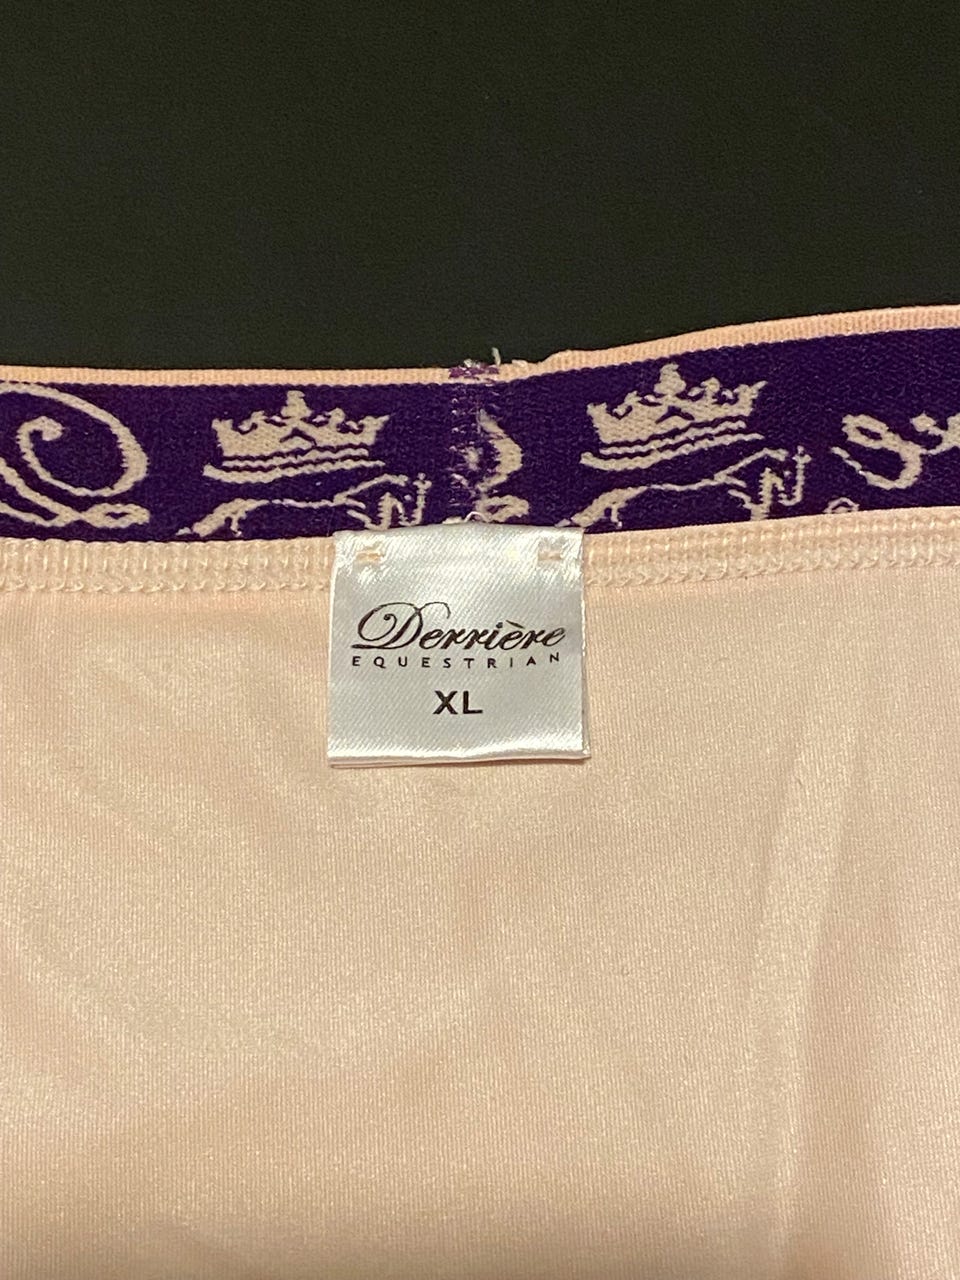 Derrière
EQUESTRIAN
XL